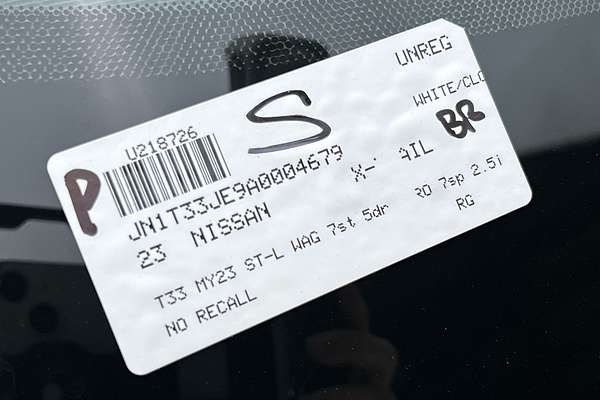 UNREG
U218726
S
WHITE/CLO
P
BR
JN1T33JE9A0004679
23 NISSAN X- AIL
T33 MY23 ST-L WAG 7st 5dr RO 7sp 2.5i
NO RECALL
RG